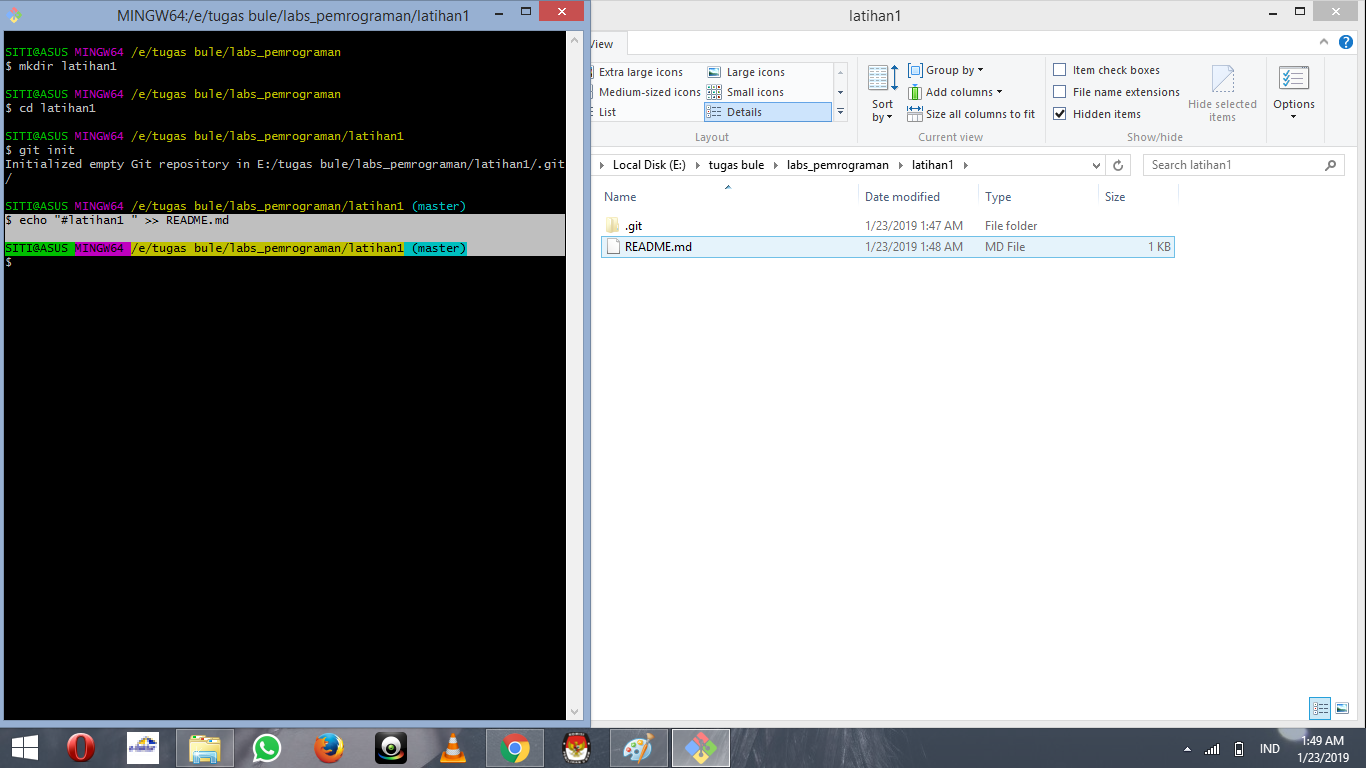 MINGW64:/e/tugas bule/labs_pemrograman/latihan1
SITI@ASUS MINGW64 /e/tugas bule/labs_pemrograman
$ mkdir latihan1
SITI@ASUS MINGW64 /e/tugas bule/labs_pemrograman
$ cd latihan1
SITI@ASUS MINGW64 /e/tugas bule/labs_pemrograman/latihan1
$ git init
Initialized empty Git repository in E:/tugas bule/labs_pemrograman/latihan1/.git
/
SITI@ASUS MINGW64 /e/tugas bule/labs_pemrograman/latihan1 (master)
$ echo "#latihan1 " >> README.md
SITI@ASUS MINGW64 /e/tugas bule/labs_pemrograman/latihan1 (master)
$
latihan1
View
Extra large icons
Large icons
Medium-sized icons
Small icons
List
Details
Layout
Sort by
Group by
Add columns
Size all columns to fit
Current view
Item check boxes
File name extensions
Hidden items
Hide selected items
Show/hide
Options
Local Disk (E:)
tugas bule
labs_pemrograman
latihan1
Search latihan1
Name Date modified Type Size
.git 1/23/2019 1:47 AM File folder
README.md 1/23/2019 1:48 AM MD File 1 KB
IND
1:49 AM
1/23/2019